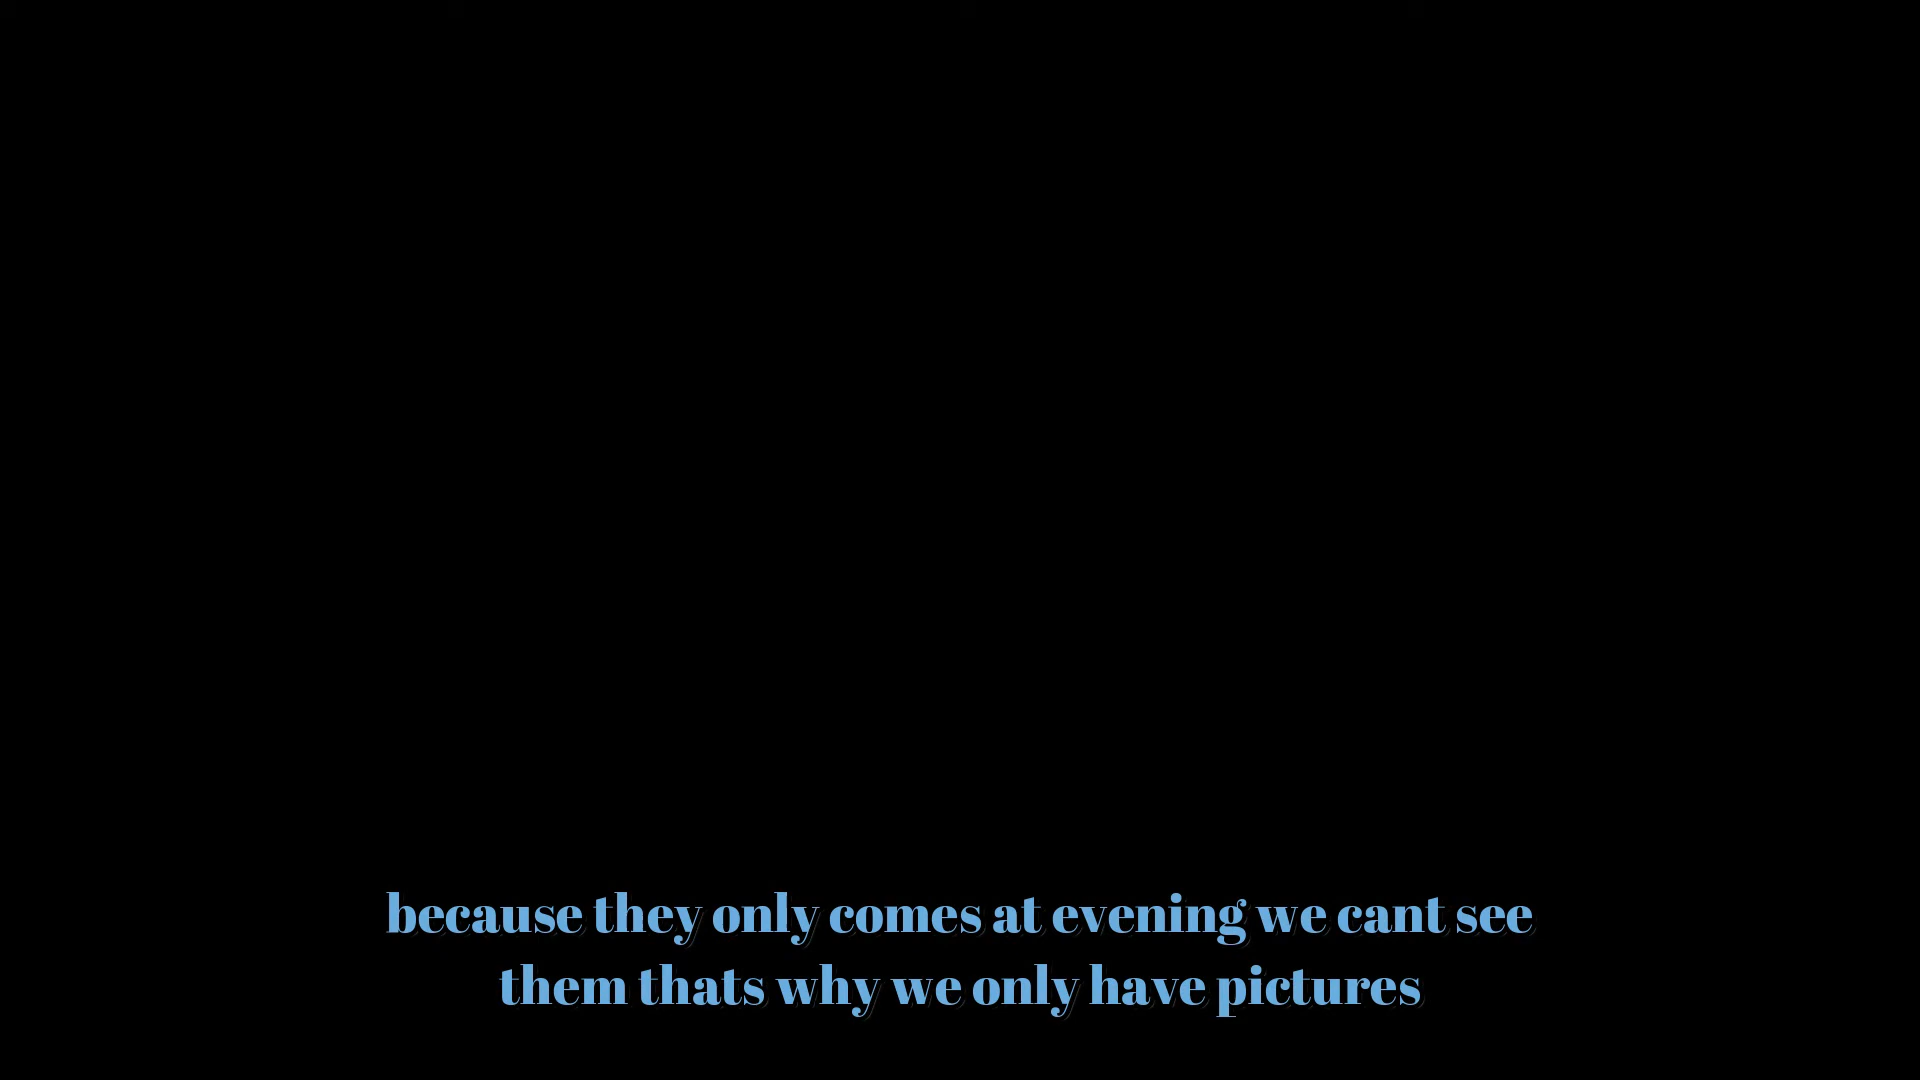 because they only comes at evening we cant see
them thats why we only have pictures